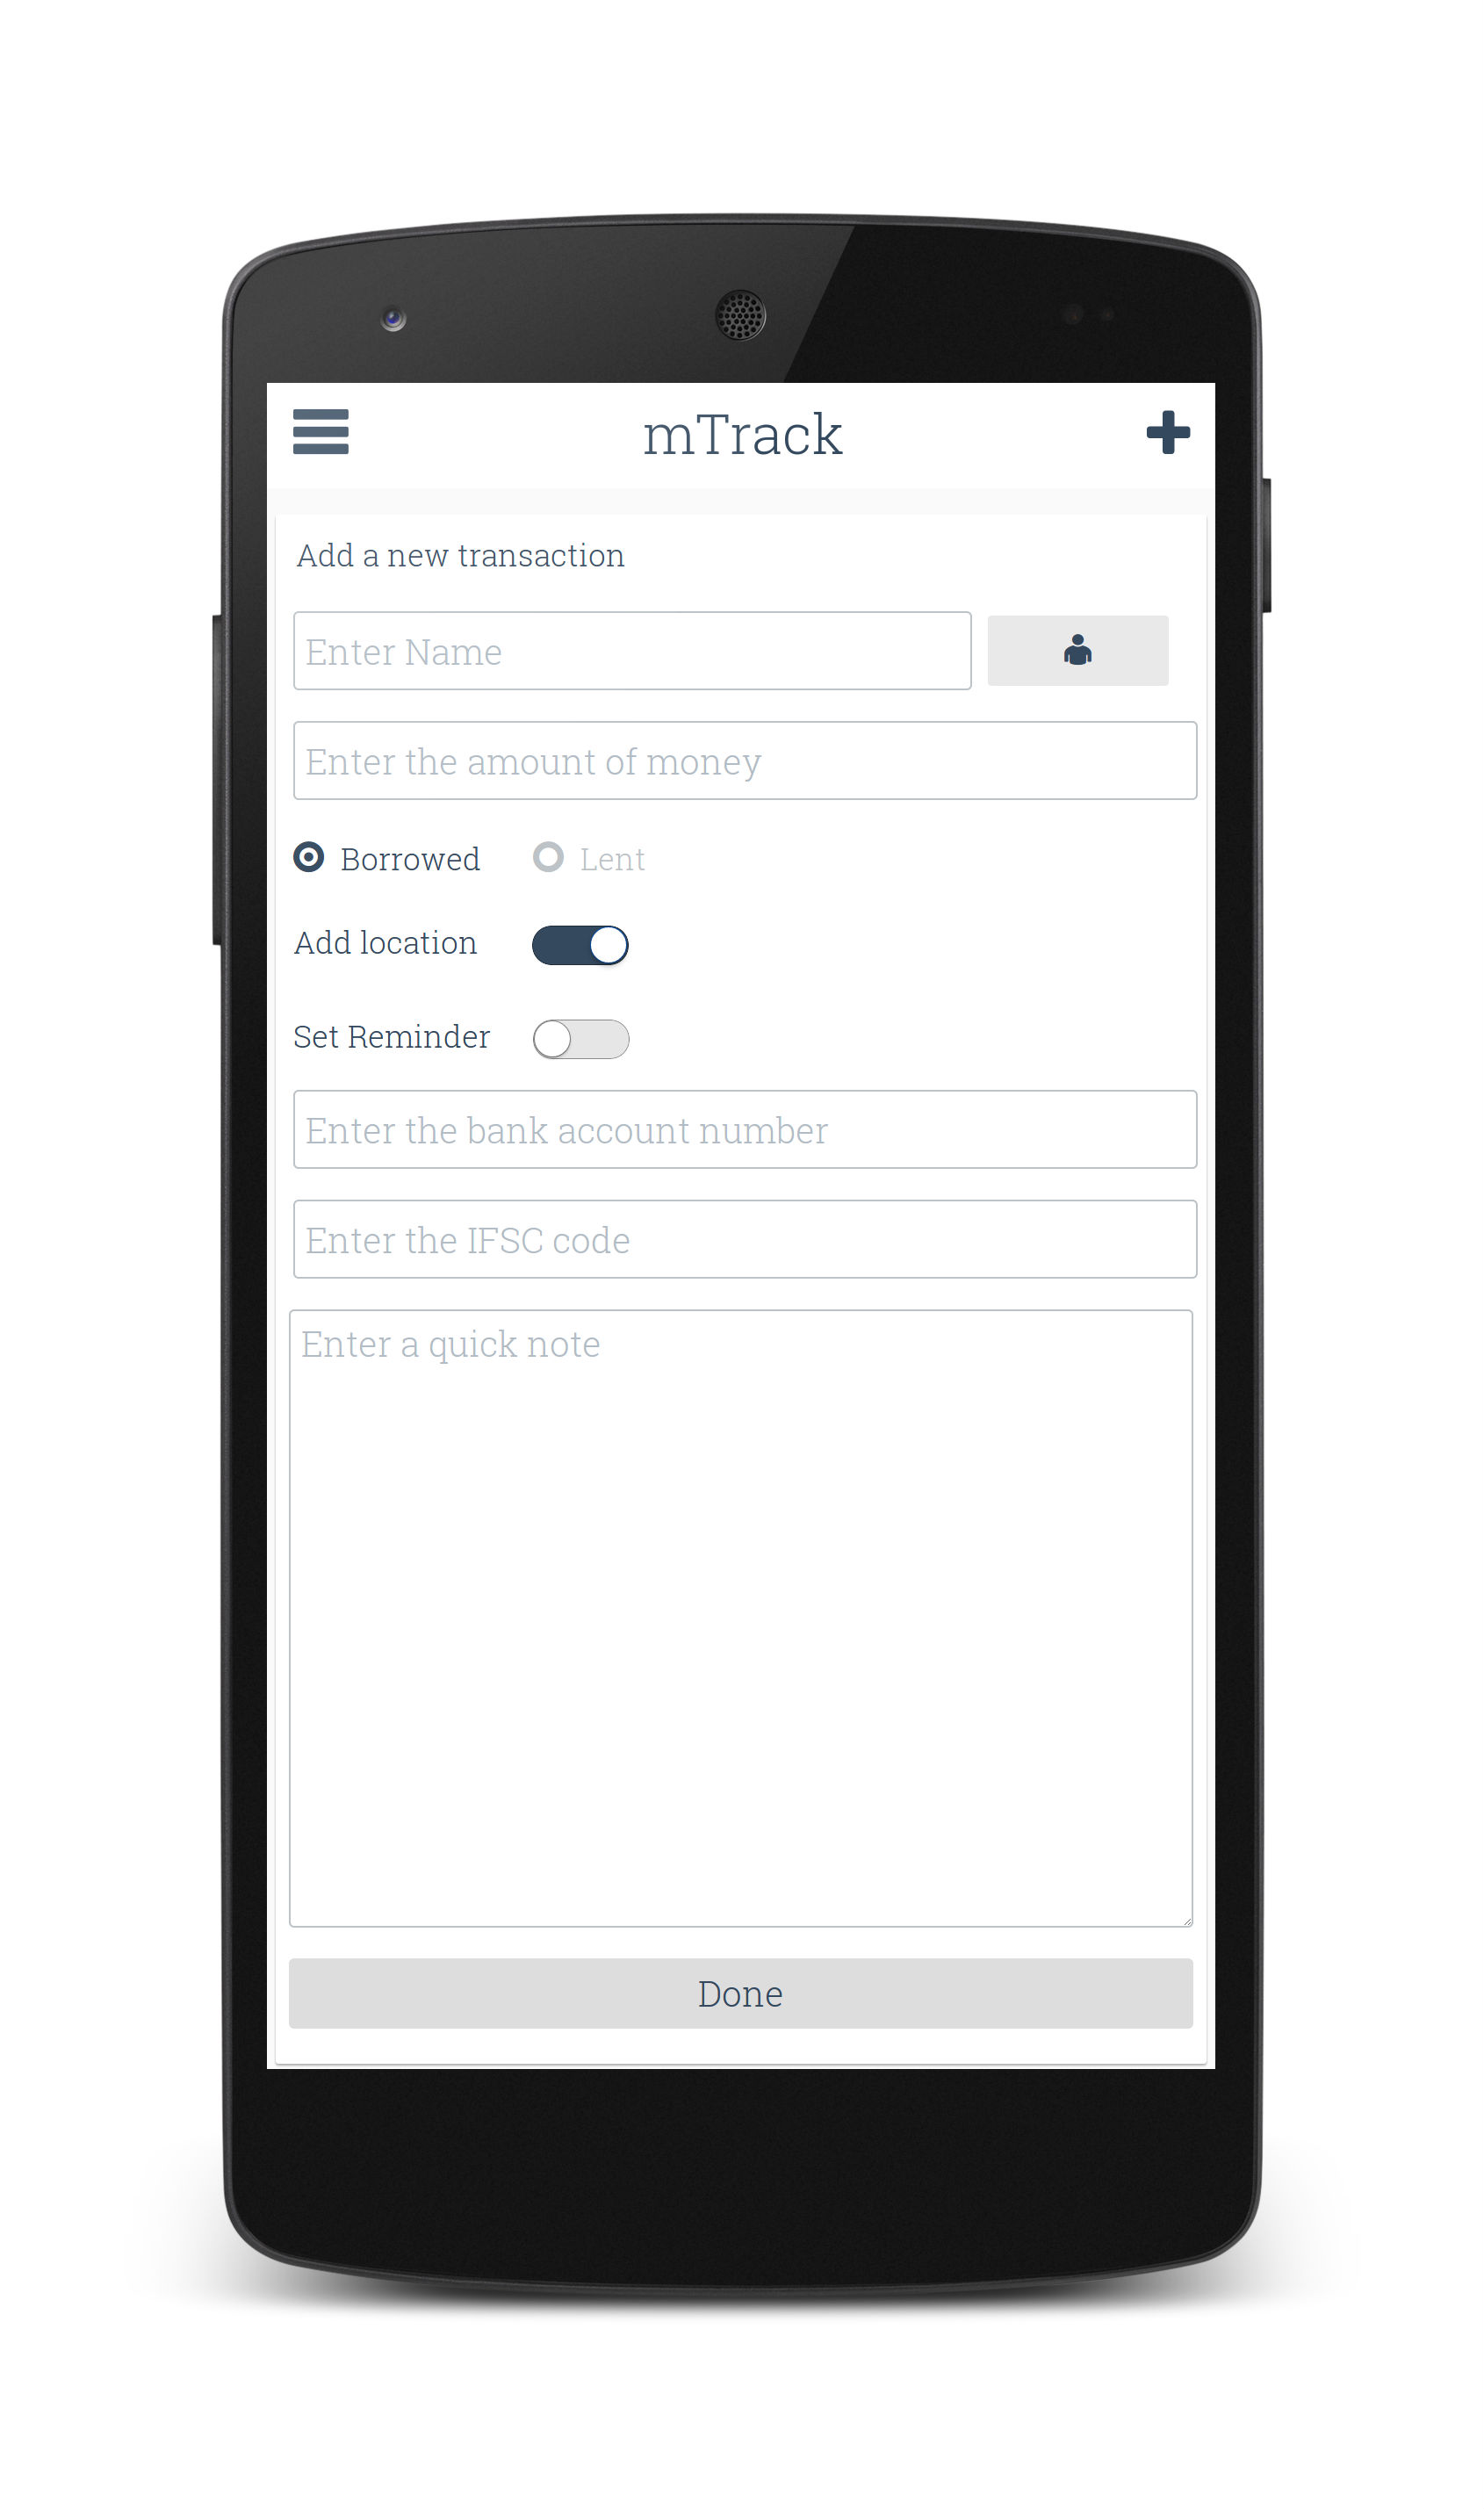 mTrack
Add a new transaction
Enter Name
Enter the amount of money
Borrowed Lent
Add location
Set Reminder
Enter the bank account number
Enter the IFSC code
Enter a quick note
Done